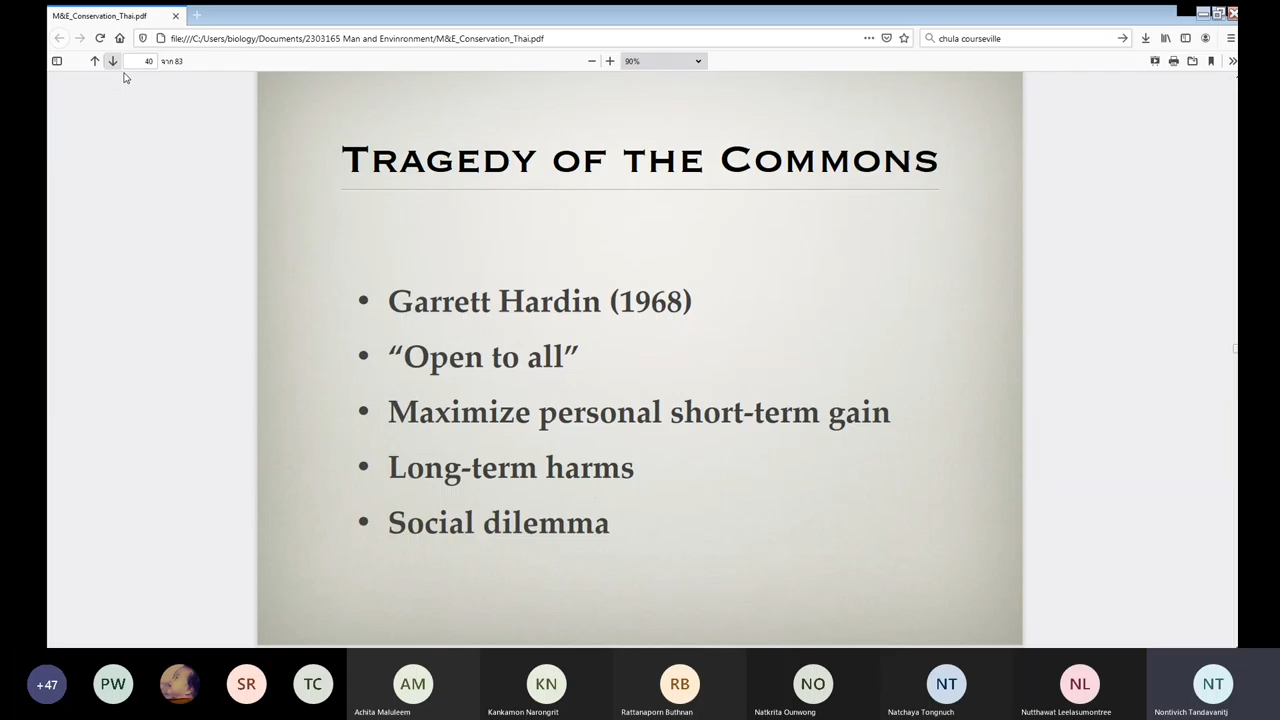 M&E_Conservation_Thai.pdf
file:///C:/Users/biology/Documents/2303165 Man and Envinronment/M&E_Conservation_Thai.pdf
chula courseville
40 จาก 83
90%
TRAGEDY OF THE COMMONS
• Garrett Hardin (1968)
• “Open to all”
• Maximize personal short-term gain
• Long-term harms
• Social dilemma
+47 PW SR TC AM KN RB NO NT NL NT
Achita Maluleem Kankamon Narongrit Rattanaporn Buthnan Natkrita Ounwong Natchaya Tongnuch Nutthawat Leelasumontree Nontivich Tandavanitj